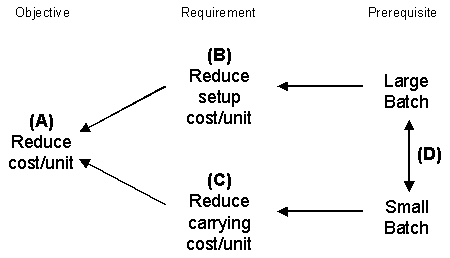 Objective
Requirement
Prerequisite
(B)
Reduce
setup
cost/unit
Large
Batch
(A)
Reduce
cost/unit
(D)
(C)
Reduce
carrying
cost/unit
Small
Batch